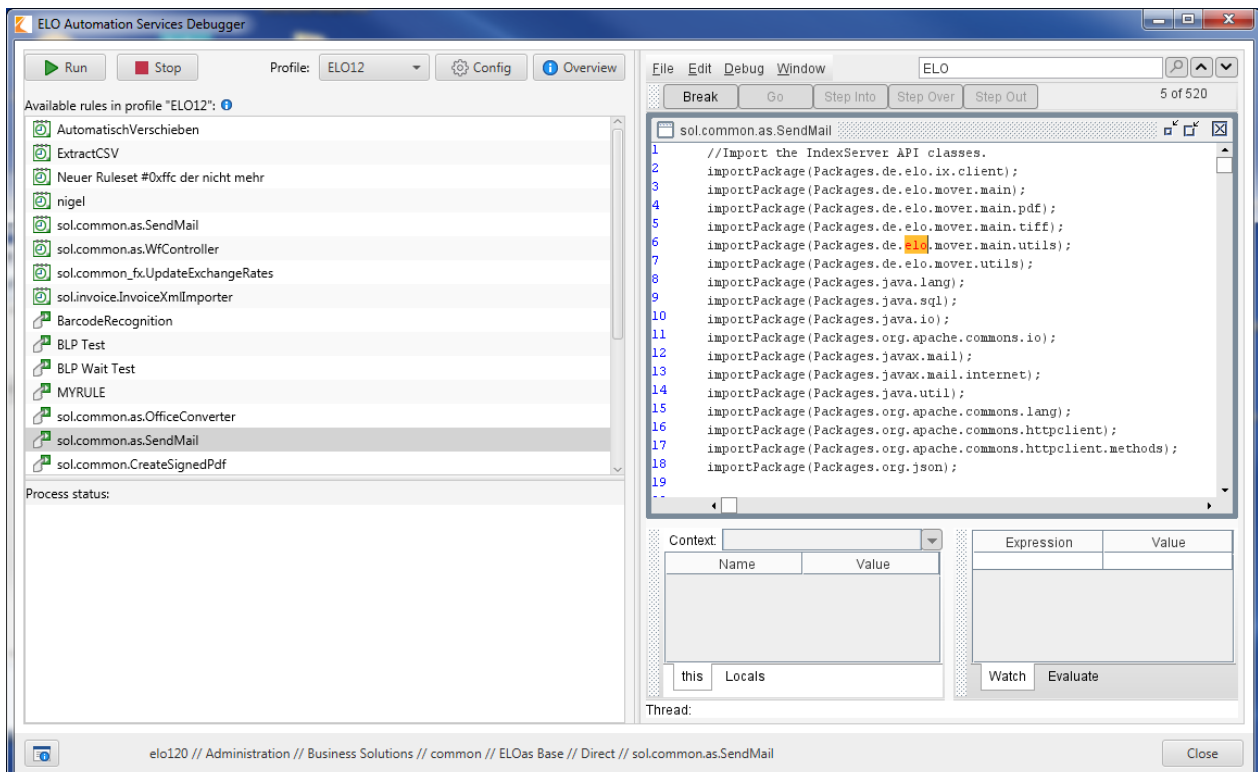 ELO Automation Services Debugger
Run Stop Profile: ELO12 Config Overview
Available rules in profile "ELO12":
AutomatischVerschieben
ExtractCSV
Neuer Ruleset #0xffc der nicht mehr
nigel
sol.common.as.SendMail
sol.common.as.WfController
sol.common_fx.UpdateExchangeRates
sol.invoice.InvoiceXmlImporter
BarcodeRecognition
BLP Test
BLP Wait Test
MYRULE
sol.common.as.OfficeConverter
sol.common.as.SendMail
sol.common.CreateSignedPdf
Process status:
File Edit Debug Window ELO
Break Go Step Into Step Over Step Out 5 of 520
sol.common.as.SendMail
1 //Import the IndexServer API classes.
2 importPackage(Packages.de.elo.ix.client);
3 importPackage(Packages.de.elo.mover.main);
4 importPackage(Packages.de.elo.mover.main.pdf);
5 importPackage(Packages.de.elo.mover.main.tiff);
6 importPackage(Packages.de.elo.mover.main.utils);
7 importPackage(Packages.de.elo.mover.utils);
8 importPackage(Packages.java.lang);
9 importPackage(Packages.java.sql);
10 importPackage(Packages.java.io);
11 importPackage(Packages.org.apache.commons.io);
12 importPackage(Packages.javax.mail);
13 importPackage(Packages.javax.mail.internet);
14 importPackage(Packages.java.util);
15 importPackage(Packages.org.apache.commons.lang);
16 importPackage(Packages.org.apache.commons.httpclient);
17 importPackage(Packages.org.apache.commons.httpclient.methods);
18 importPackage(Packages.org.json);
19
Context:
Name Value
this Locals
Expression Value
Watch Evaluate
Thread:
elo120 // Administration // Business Solutions // common // ELOas Base // Direct // sol.common.as.SendMail
Close